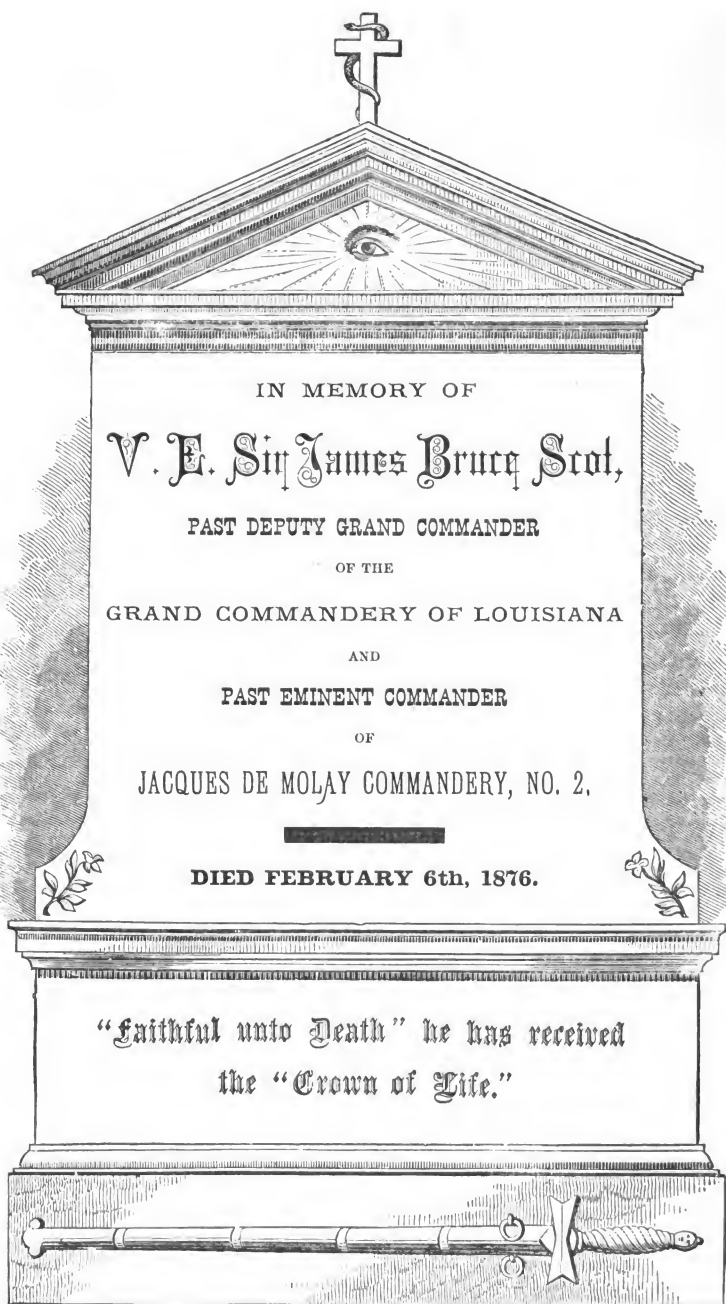 IN MEMORY OF
V. E. Sir James Bruce Scot,
PAST DEPUTY GRAND COMMANDER
OF THE
GRAND COMMANDERY OF LOUISIANA
AND
PAST EMINENT COMMANDER
OF
JACQUES DE MOLAY COMMANDERY, NO. 2,
DIED FEBRUARY 6th, 1876.
"Faithful unto Death" he has received
the "Crown of Life."